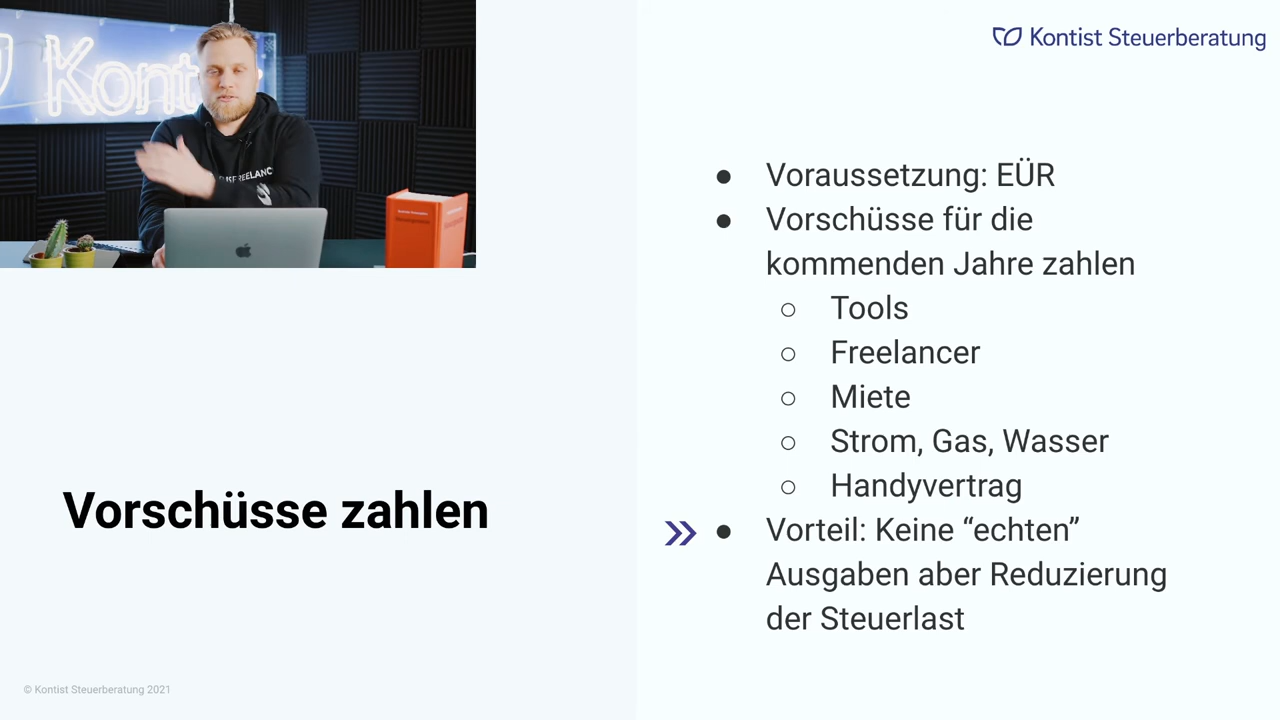 Kont
Kontist Steuerberatung
Vorschüsse zahlen
● Voraussetzung: EÜR
● Vorschüsse für die
kommenden Jahre zahlen
○ Tools
○ Freelancer
○ Miete
○ Strom, Gas, Wasser
○ Handyvertrag
● Vorteil: Keine “echten”
Ausgaben aber Reduzierung
der Steuerlast
© Kontist Steuerberatung 2021